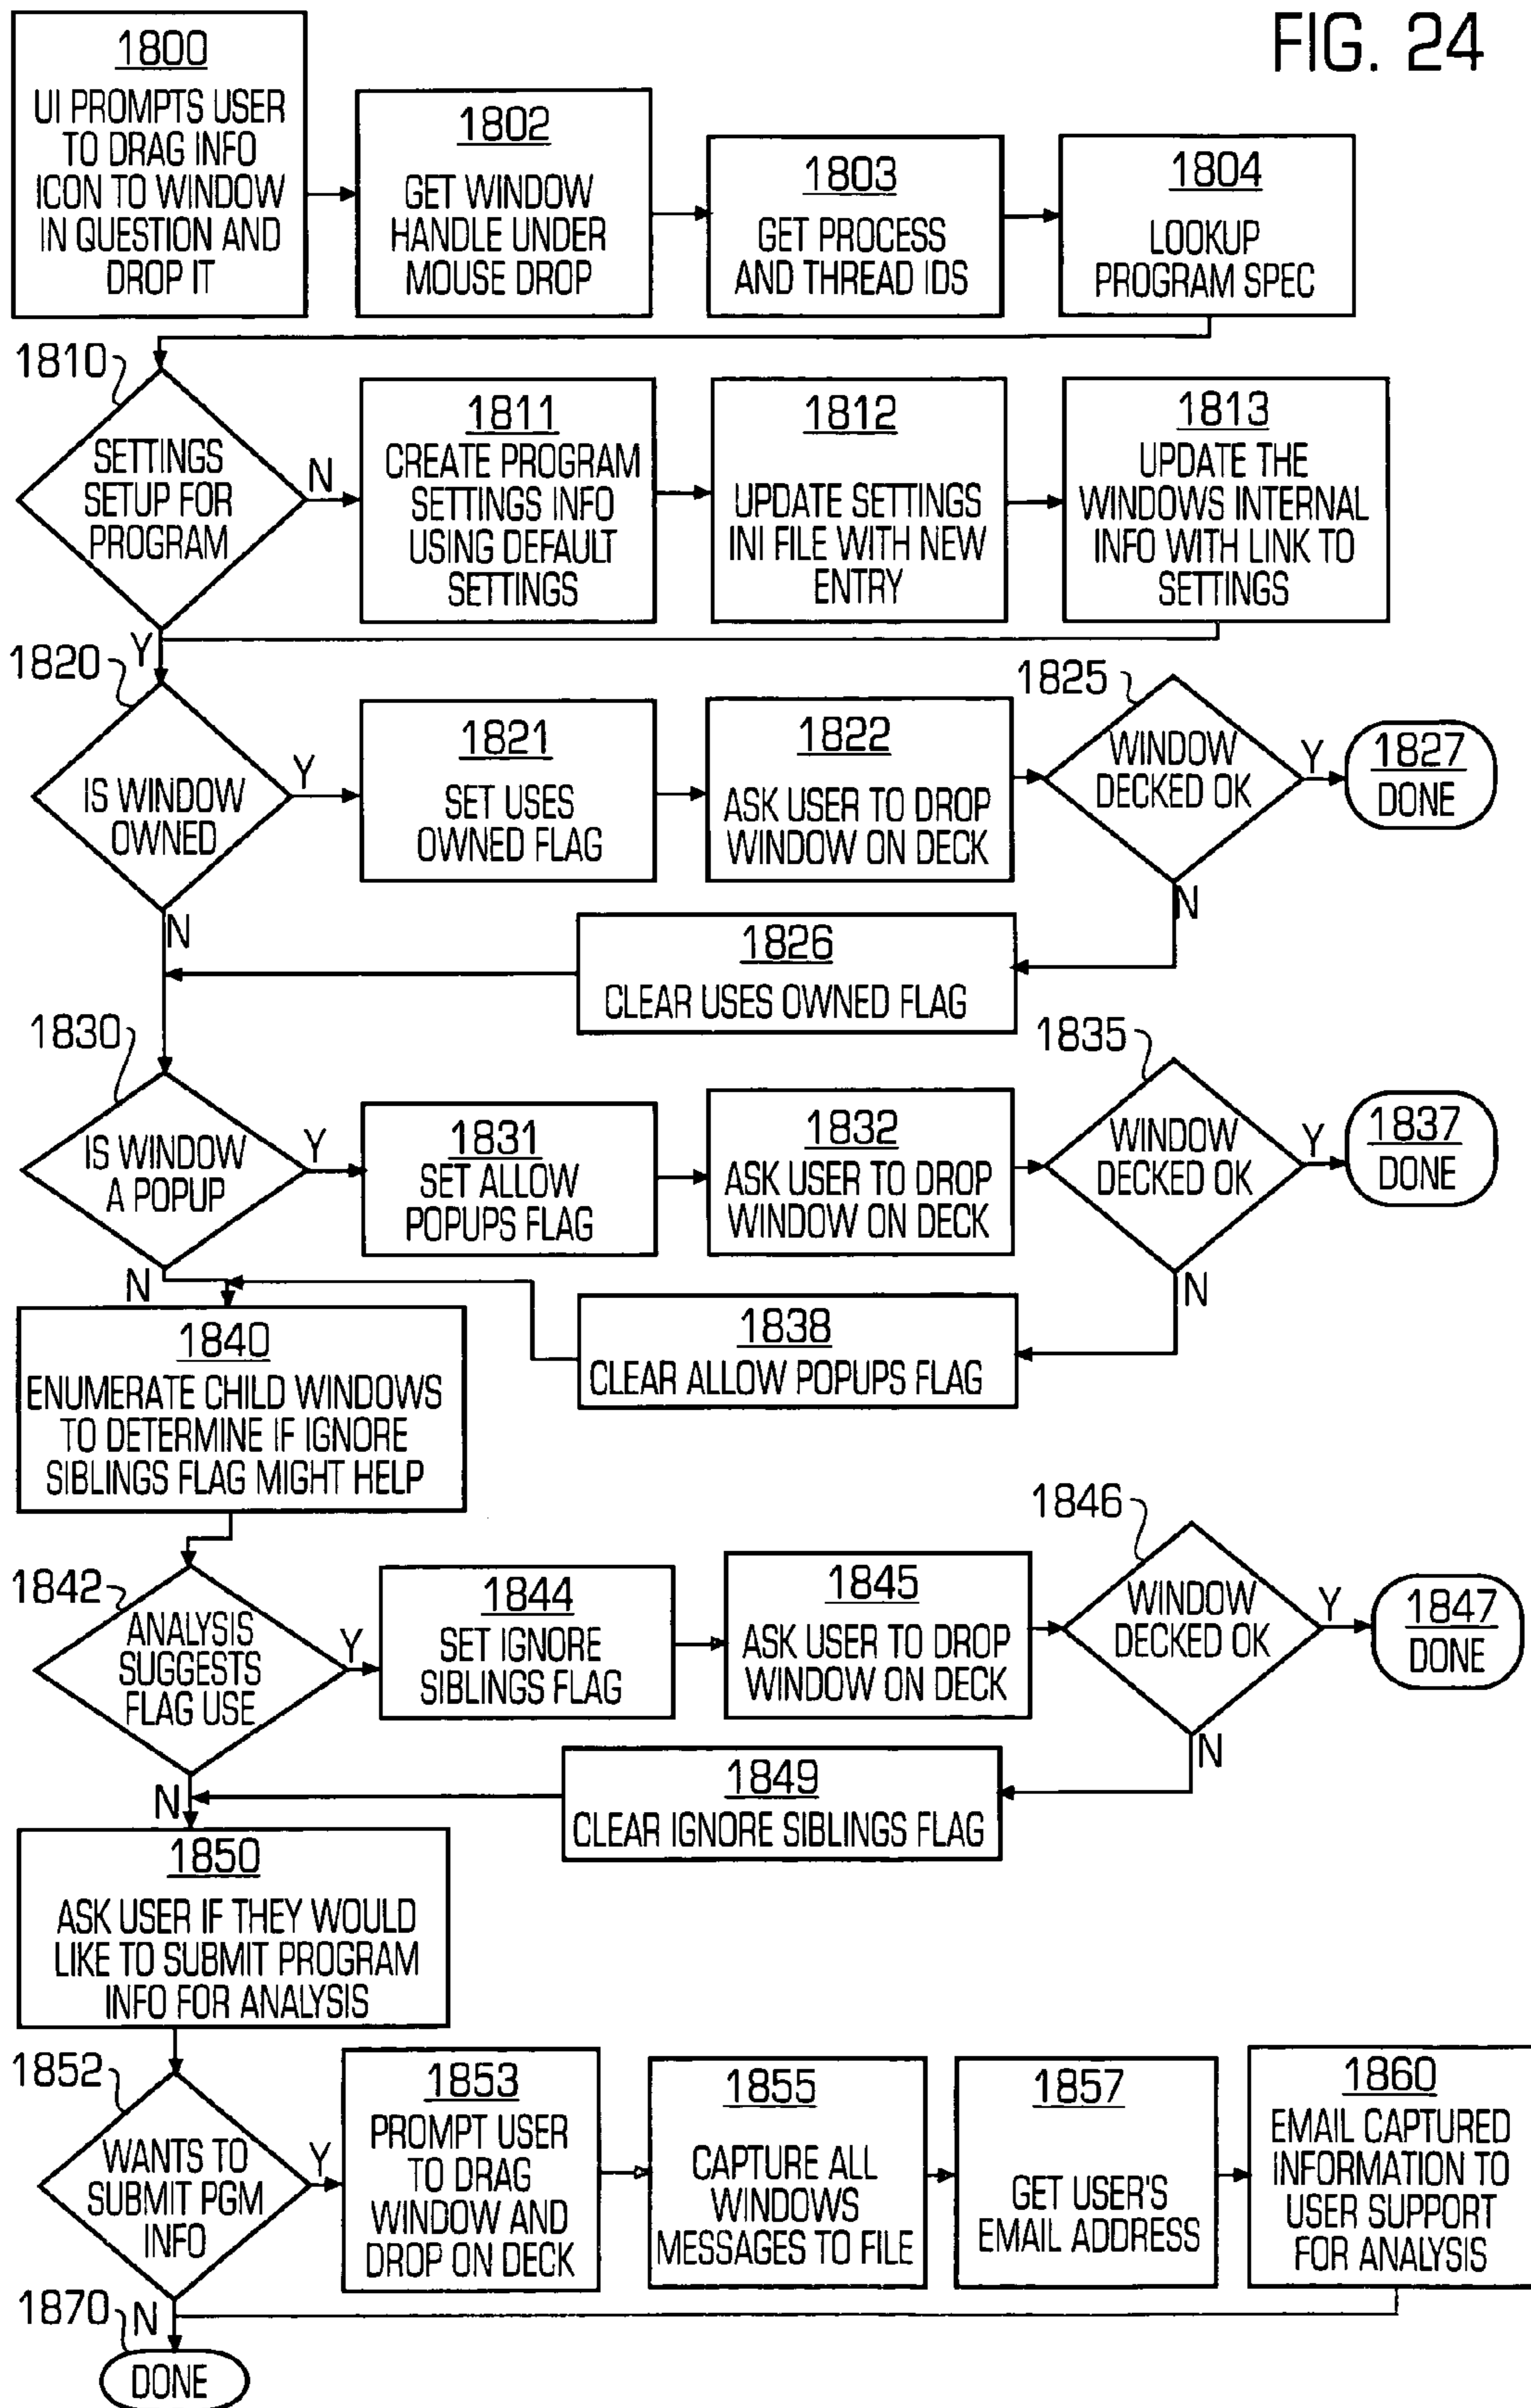 FIG. 24
1800
UI PROMPTS USER
TO DRAG INFO
ICON TO WINDOW
IN QUESTION AND
DROP IT
1802
GET WINDOW
HANDLE UNDER
MOUSE DROP
1803
GET PROCESS
AND THREAD IDS
1804
LOOKUP
PROGRAM SPEC
1810
SETTINGS
SETUP FOR
PROGRAM
N
Y
1811
CREATE PROGRAM
SETTINGS INFO
USING DEFAULT
SETTINGS
1812
UPDATE SETTINGS
INI FILE WITH NEW
ENTRY
1813
UPDATE THE
WINDOWS INTERNAL
INFO WITH LINK TO
SETTINGS
1820
IS WINDOW
OWNED
Y
N
1821
SET USES
OWNED FLAG
1822
ASK USER TO DROP
WINDOW ON DECK
1825
WINDOW
DECKED OK
Y
N
1827
DONE
1826
CLEAR USES OWNED FLAG
1830
IS WINDOW
A POPUP
Y
N
1831
SET ALLOW
POPUPS FLAG
1832
ASK USER TO DROP
WINDOW ON DECK
1835
WINDOW
DECKED OK
Y
N
1837
DONE
1838
CLEAR ALLOW POPUPS FLAG
1840
ENUMERATE CHILD WINDOWS
TO DETERMINE IF IGNORE
SIBLINGS FLAG MIGHT HELP
1842
ANALYSIS
SUGGESTS
FLAG USE
Y
N
1844
SET IGNORE
SIBLINGS FLAG
1845
ASK USER TO DROP
WINDOW ON DECK
1846
WINDOW
DECKED OK
Y
N
1847
DONE
1849
CLEAR IGNORE SIBLINGS FLAG
1850
ASK USER IF THEY WOULD
LIKE TO SUBMIT PROGRAM
INFO FOR ANALYSIS
1852
WANTS TO
SUBMIT PGM
INFO
Y
N
1853
PROMPT USER
TO DRAG
WINDOW AND
DROP ON DECK
1855
CAPTURE ALL
WINDOWS
MESSAGES TO FILE
1857
GET USER'S
EMAIL ADDRESS
1860
EMAIL CAPTURED
INFORMATION TO
USER SUPPORT
FOR ANALYSIS
1870
DONE